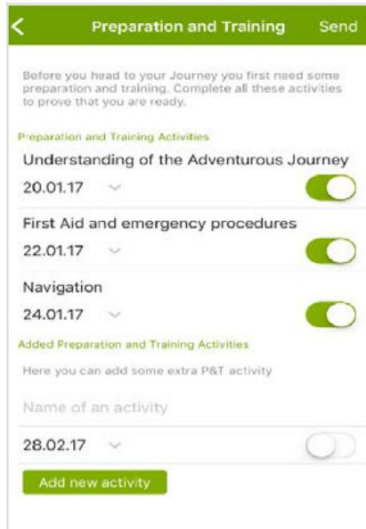 Preparation and Training Send
Before you head to your Journey you first need some
preparation and training. Complete all these activities
to prove that you are ready.
Preparation and Training Activities
Understanding of the Adventurous Journey
20.01.17
First Aid and emergency procedures
22.01.17
Navigation
24.01.17
Added Preparation and Training Activities
Here you can add some extra P&T activity
Name of an activity
28.02.17
Add new activity